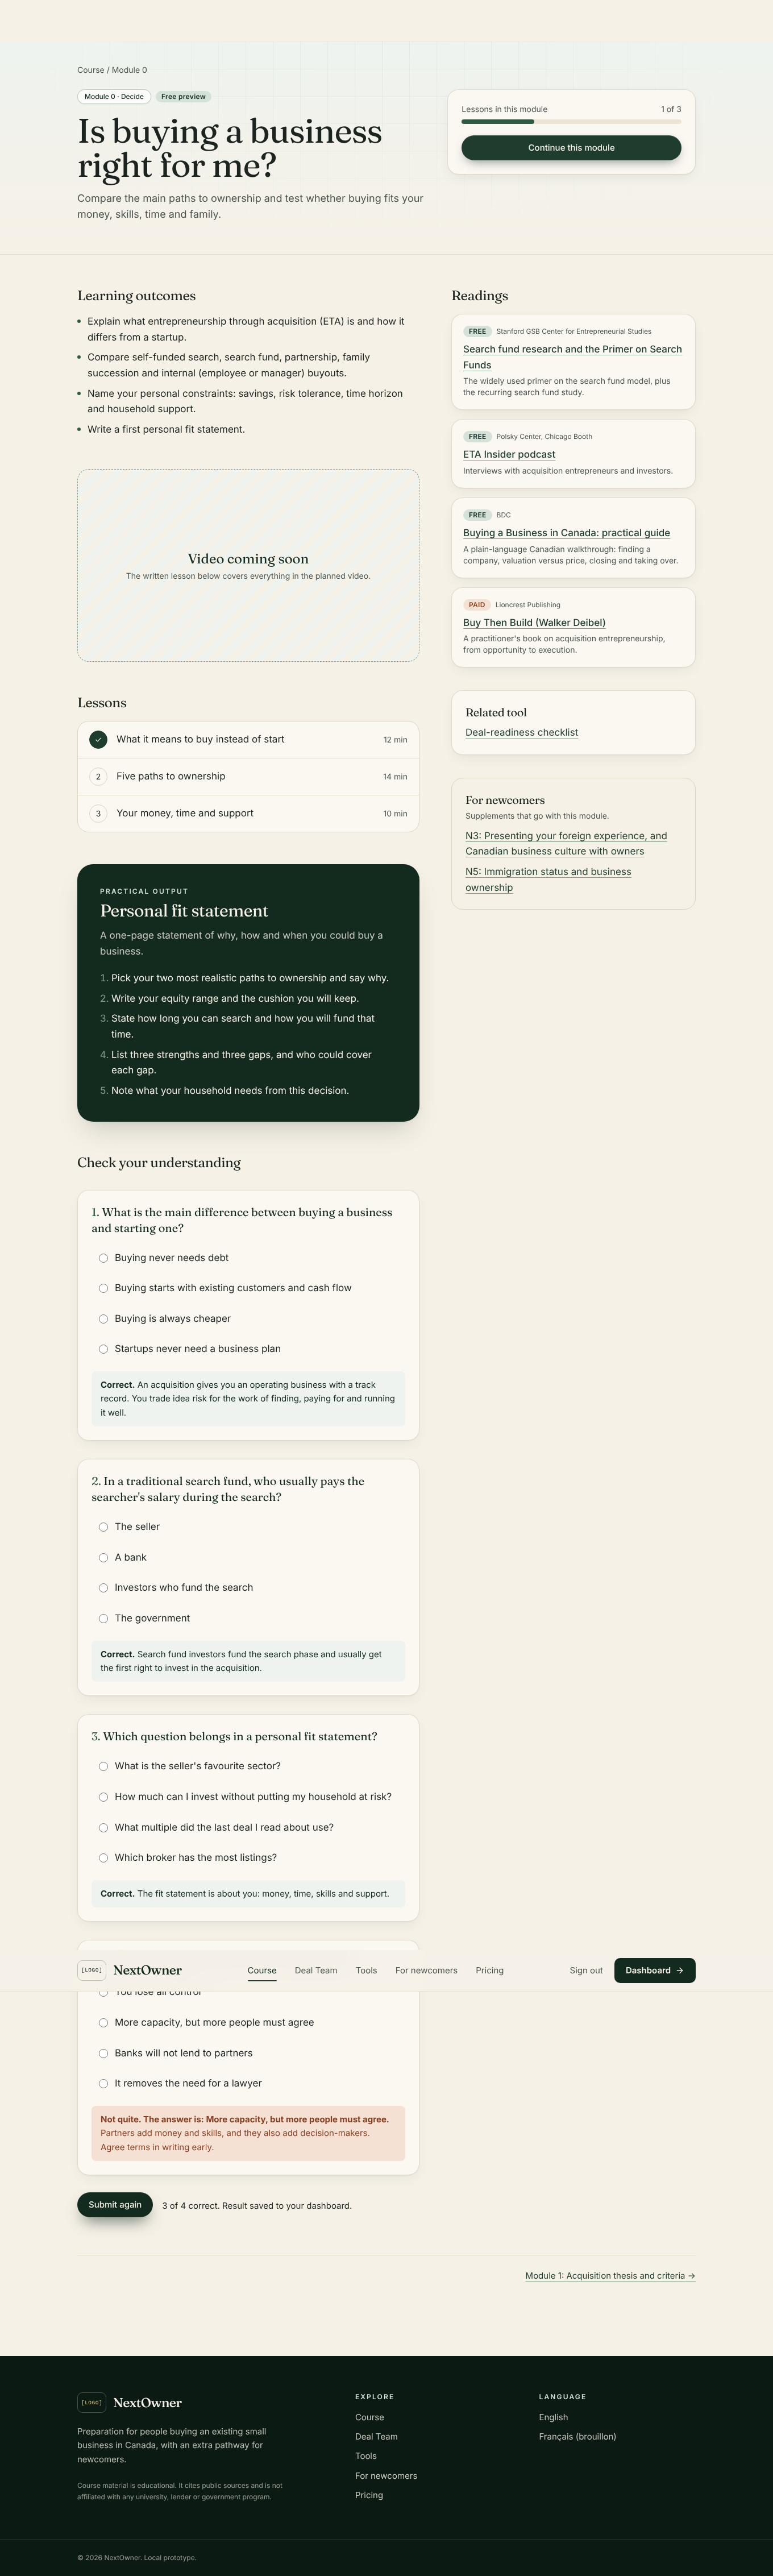 Course / Module 0
Module 0 · Decide
Free preview
Is buying a business
right for me?
Compare the main paths to ownership and test whether buying fits your
money, skills, time and family.
Lessons in this module
1 of 3
Continue this module
Learning outcomes
Explain what entrepreneurship through acquisition (ETA) is and how it
differs from a startup.
Compare self-funded search, search fund, partnership, family
succession and internal (employee or manager) buyouts.
Name your personal constraints: savings, risk tolerance, time horizon
and household support.
Write a first personal fit statement.
Video coming soon
The written lesson below covers everything in the planned video.
Lessons
What it means to buy instead of start
12 min
2
Five paths to ownership
14 min
3
Your money, time and support
10 min
PRACTICAL OUTPUT
Personal fit statement
A one-page statement of why, how and when you could buy a
business.
1. Pick your two most realistic paths to ownership and say why.
2. Write your equity range and the cushion you will keep.
3. State how long you can search and how you will fund that
time.
4. List three strengths and three gaps, and who could cover
each gap.
5. Note what your household needs from this decision.
Readings
FREE
Stanford GSB Center for Entrepreneurial Studies
Search fund research and the Primer on Search
Funds
The widely used primer on the search fund model, plus
the recurring search fund study.
FREE
Polsky Center, Chicago Booth
ETA Insider podcast
Interviews with acquisition entrepreneurs and investors.
FREE
BDC
Buying a Business in Canada: practical guide
A plain-language Canadian walkthrough: finding a
company, valuation versus price, closing and taking over.
PAID
Lioncrest Publishing
Buy Then Build (Walker Deibel)
A practitioner's book on acquisition entrepreneurship,
from opportunity to execution.
Related tool
Deal-readiness checklist
For newcomers
Supplements that go with this module.
N3: Presenting your foreign experience, and
Canadian business culture with owners
N5: Immigration status and business
ownership
Check your understanding
1. What is the main difference between buying a business
and starting one?
Buying never needs debt
Buying starts with existing customers and cash flow
Buying is always cheaper
Startups never need a business plan
Correct. An acquisition gives you an operating business with a track
record. You trade idea risk for the work of finding, paying for and running
it well.
2. In a traditional search fund, who usually pays the
searcher's salary during the search?
The seller
A bank
Investors who fund the search
The government
Correct. Search fund investors fund the search phase and usually get
the first right to invest in the acquisition.
3. Which question belongs in a personal fit statement?
What is the seller's favourite sector?
How much can I invest without putting my household at risk?
What multiple did the last deal I read about use?
Which broker has the most listings?
Correct. The fit statement is about you: money, time, skills and support.
[LOGO]
NextOwner
Course
Deal Team
Tools
For newcomers
Pricing
Sign out
Dashboard →
You lose all control
More capacity, but more people must agree
Banks will not lend to partners
It removes the need for a lawyer
Not quite. The answer is: More capacity, but more people must agree.
Partners add money and skills, and they also add decision-makers.
Agree terms in writing early.
Submit again
3 of 4 correct. Result saved to your dashboard.
Module 1: Acquisition thesis and criteria →
[LOGO]
NextOwner
Preparation for people buying an existing small
business in Canada, with an extra pathway for
newcomers.
Course material is educational. It cites public sources and is not
affiliated with any university, lender or government program.
EXPLORE
Course
Deal Team
Tools
For newcomers
Pricing
LANGUAGE
English
Français (brouillon)
© 2026 NextOwner. Local prototype.